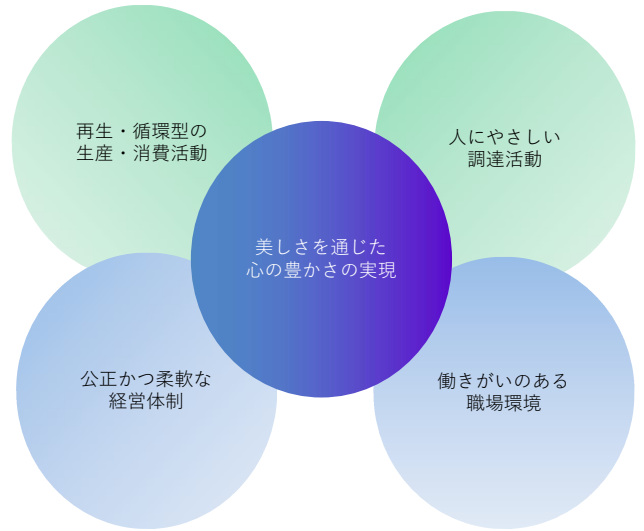 再生・循環型の
生産・消費活動
人にやさしい
調達活動
美しさを通じた
心の豊かさの実現
公正かつ柔軟な
経営体制
働きがいのある
職場環境